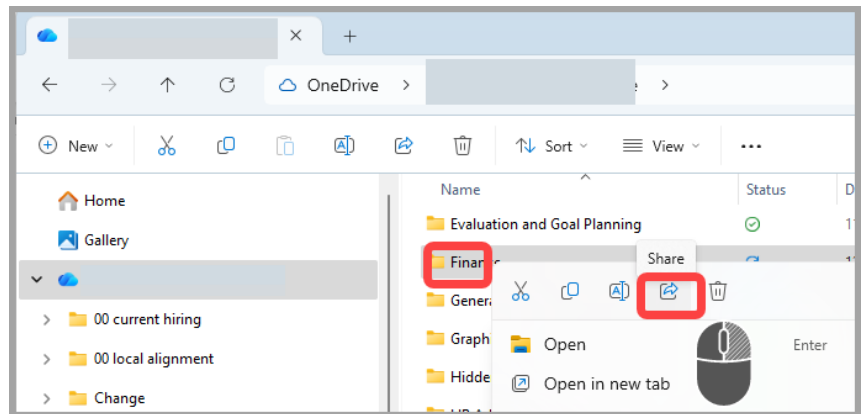 OneDrive
New
Sort
View
Name
Status
Home
Gallery
00 current hiring
00 local alignment
Change
Evaluation and Goal Planning
Share
Open
Enter
Open in new tab